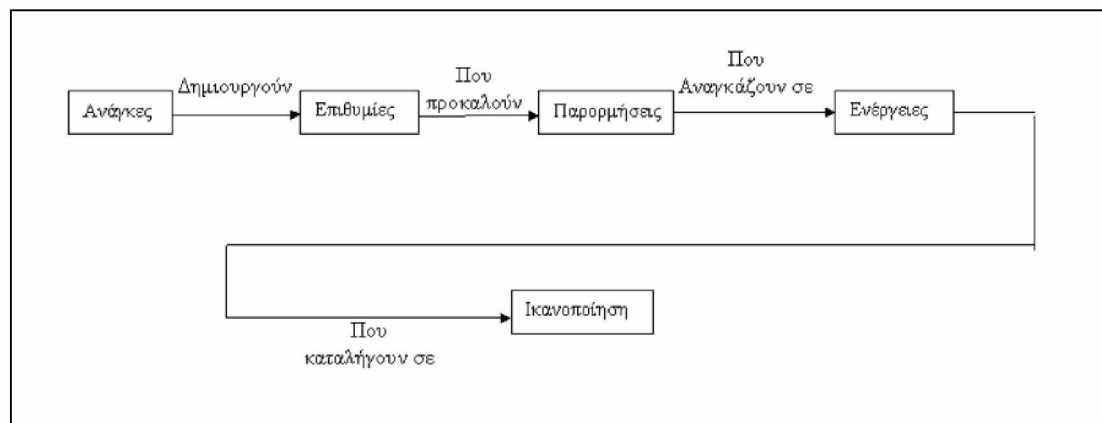 Ανάγκες
Δημιουργούν
Επιθυμίες
Που
προκαλούν
Παρορμήσεις
Που
Αναγκάζουν σε
Ενέργειες
Που
καταλήγουν σε
Ικανοποίηση